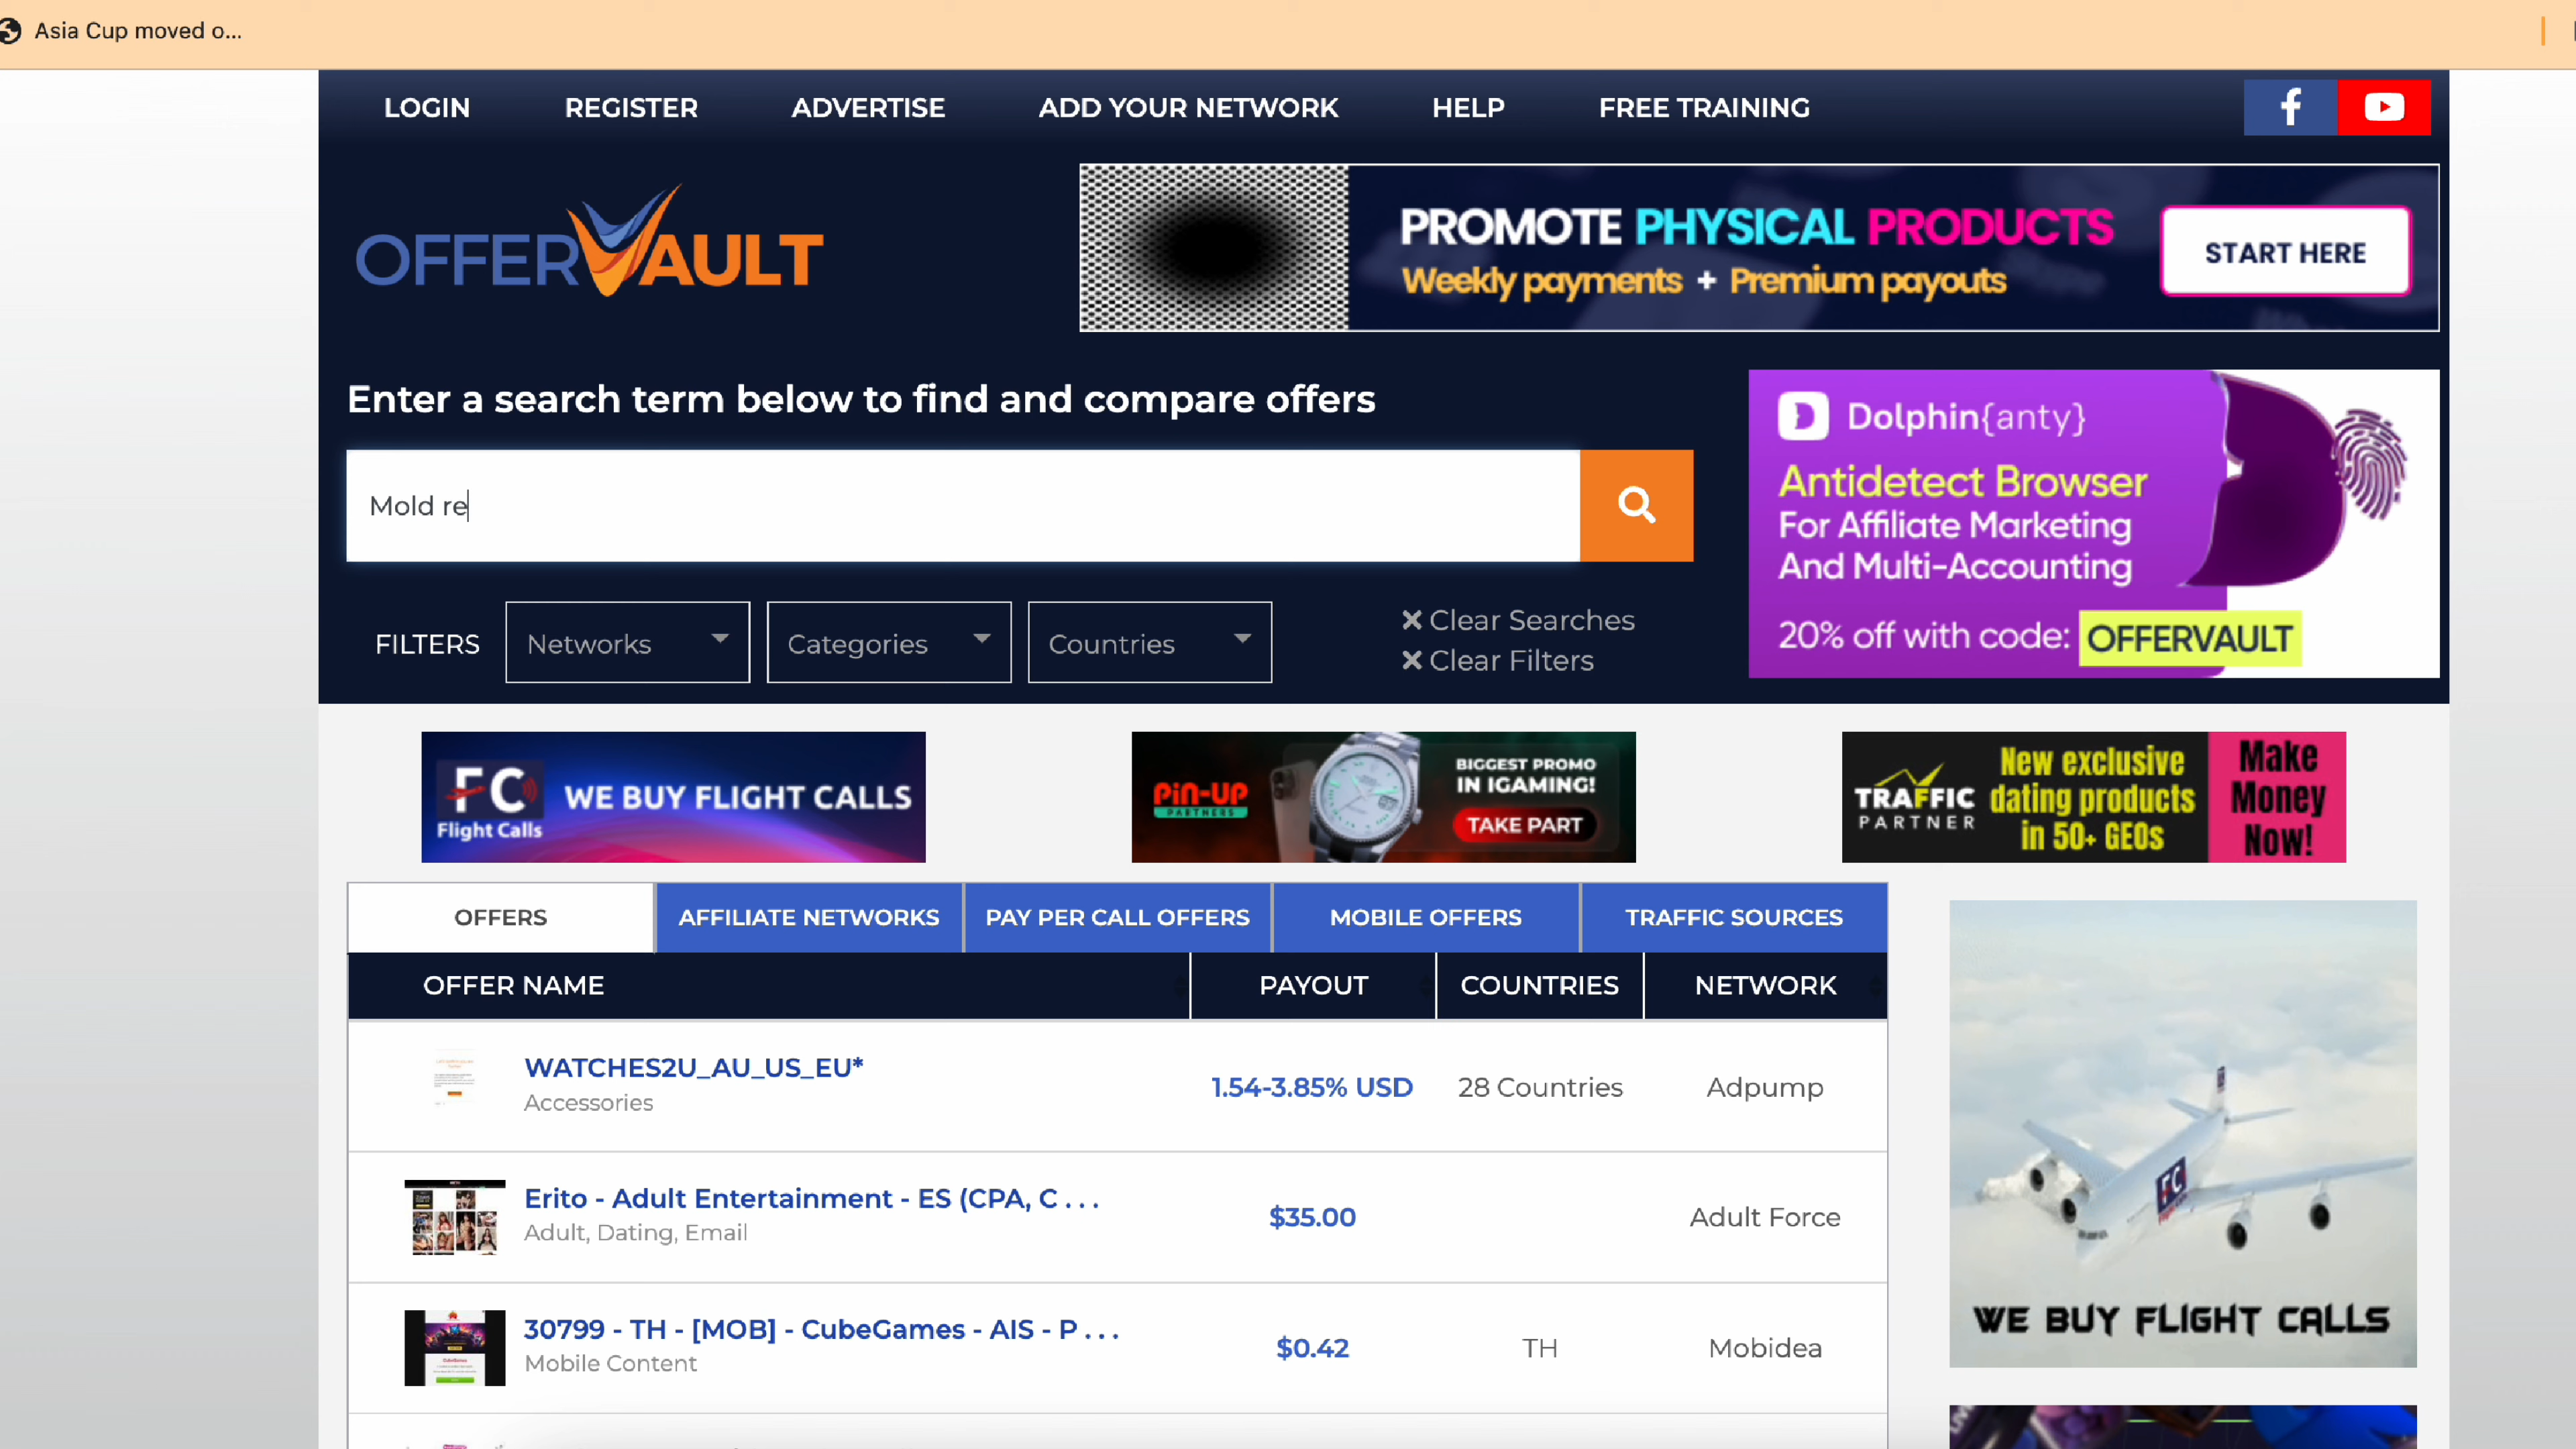 Asia Cup moved o...
LOGIN
REGISTER
ADVERTISE
ADD YOUR NETWORK
HELP
FREE TRAINING
OFFERVAULT
PROMOTE PHYSICAL PRODUCTS
Weekly payments + Premium payouts
START HERE
Enter a search term below to find and compare offers
Mold re
FILTERS
Networks
Categories
Countries
Clear Searches
Clear Filters
Dolphin{anty}
Antidetect Browser
For Affiliate Marketing
And Multi-Accounting
20% off with code: OFFERVAULT
FC
Flight Calls
WE BUY FLIGHT CALLS
PiN-UP
PARTNERS
BIGGEST PROMO
IN IGAMING!
TAKE PART
TRAFFIC
PARTNER
New exclusive
dating products
in 50+ GEOs
Make
Money
Now!
OFFERS
AFFILIATE NETWORKS
PAY PER CALL OFFERS
MOBILE OFFERS
TRAFFIC SOURCES
OFFER NAME
PAYOUT
COUNTRIES
NETWORK
WATCHES2U_AU_US_EU*
Accessories
1.54-3.85% USD
28 Countries
Adpump
Erito - Adult Entertainment - ES (CPA, C . . .
Adult, Dating, Email
$35.00
Adult Force
30799 - TH - [MOB] - CubeGames - AIS - P . . .
Mobile Content
$0.42
TH
Mobidea
FC
WE BUY FLIGHT CALLS